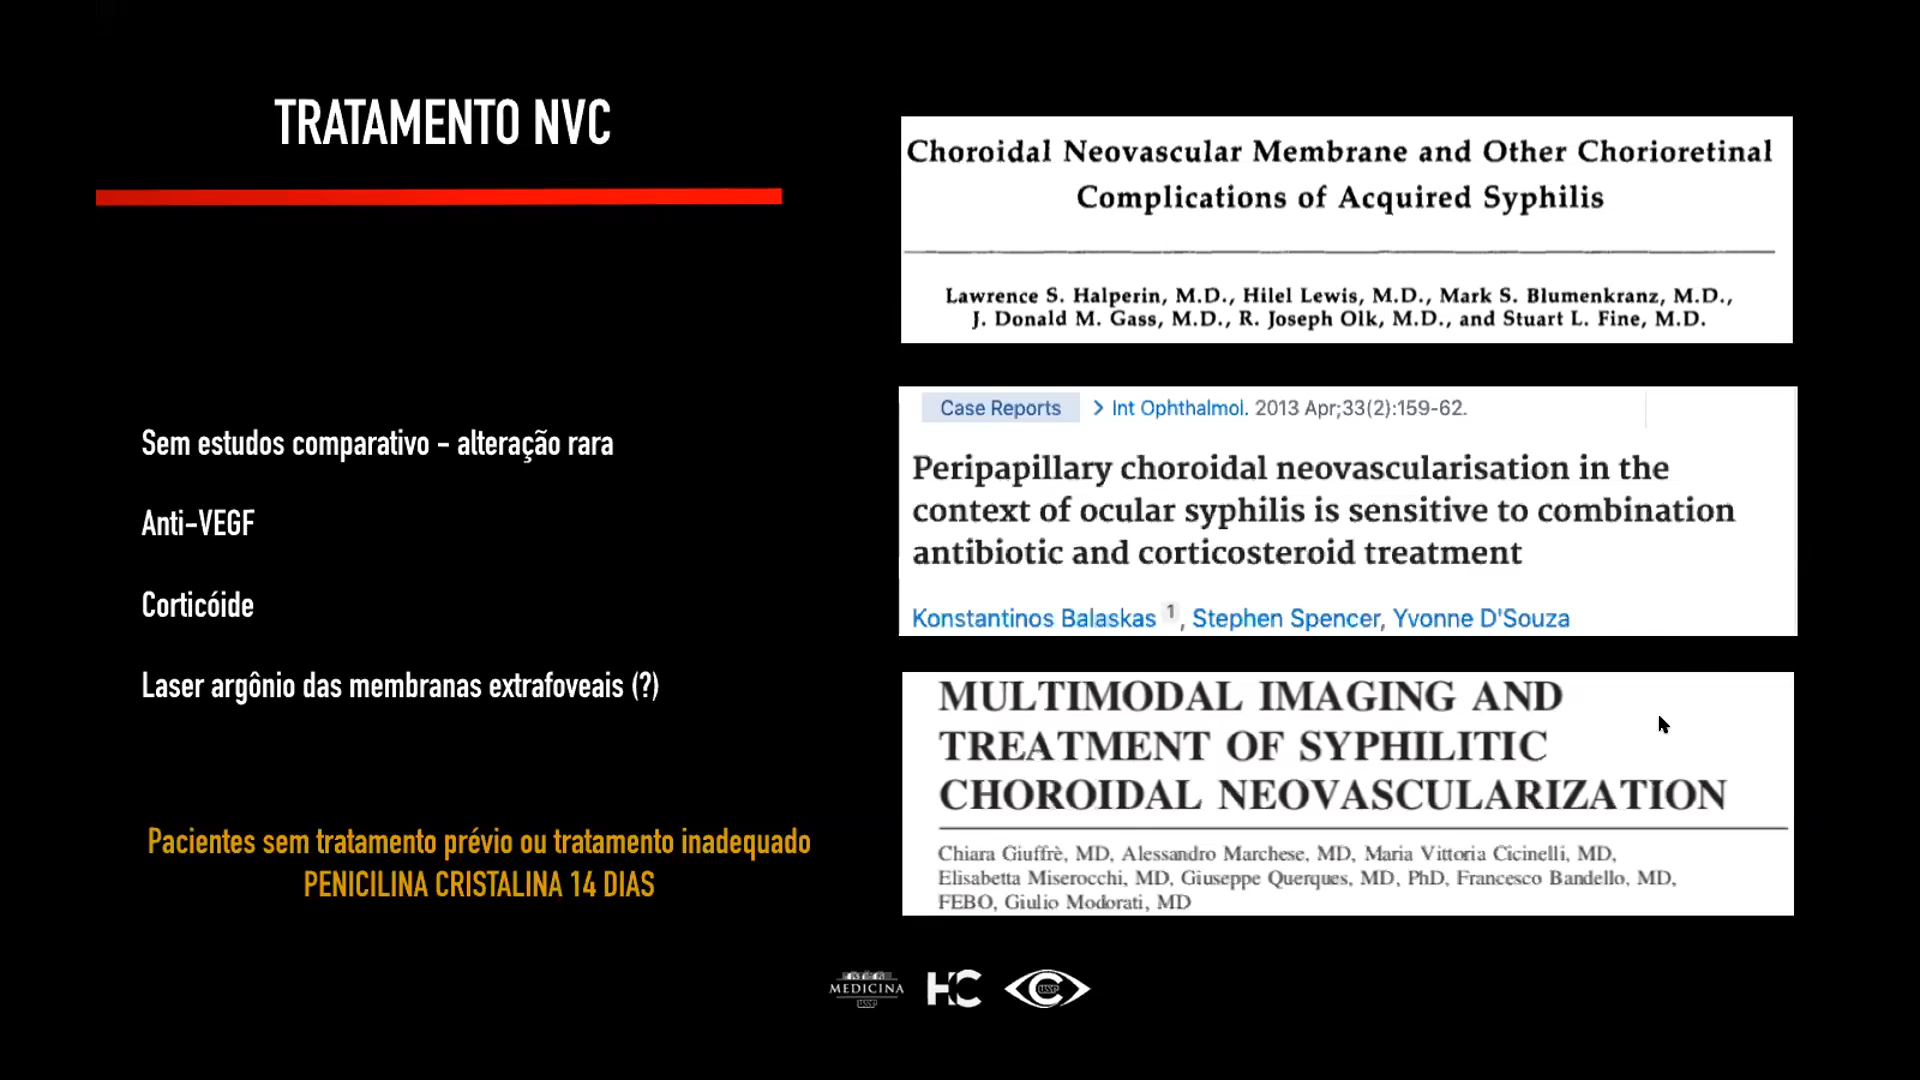 TRATAMENTO NVC
Sem estudos comparativo - alteração rara
Anti-VEGF
Corticóide
Laser argônio das membranas extrafoveais (?)
Pacientes sem tratamento prévio ou tratamento inadequado
PENICILINA CRISTALINA 14 DIAS
Choroidal Neovascular Membrane and Other Chorioretinal
Complications of Acquired Syphilis
Lawrence S. Halperin, M.D., Hilel Lewis, M.D., Mark S. Blumenkranz, M.D.,
J. Donald M. Gass, M.D., R. Joseph Olk, M.D., and Stuart L. Fine, M.D.
Case Reports > Int Ophthalmol. 2013 Apr;33(2):159-62.
Peripapillary choroidal neovascularisation in the
context of ocular syphilis is sensitive to combination
antibiotic and corticosteroid treatment
Konstantinos Balaskas 1, Stephen Spencer, Yvonne D'Souza
MULTIMODAL IMAGING AND
TREATMENT OF SYPHILITIC
CHOROIDAL NEOVASCULARIZATION
Chiara Giuffrè, MD, Alessandro Marchese, MD, Maria Vittoria Cicinelli, MD,
Elisabetta Miserocchi, MD, Giuseppe Querques, MD, PhD, Francesco Bandello, MD,
FEBO, Giulio Modorati, MD
MEDICINA
USP
HC